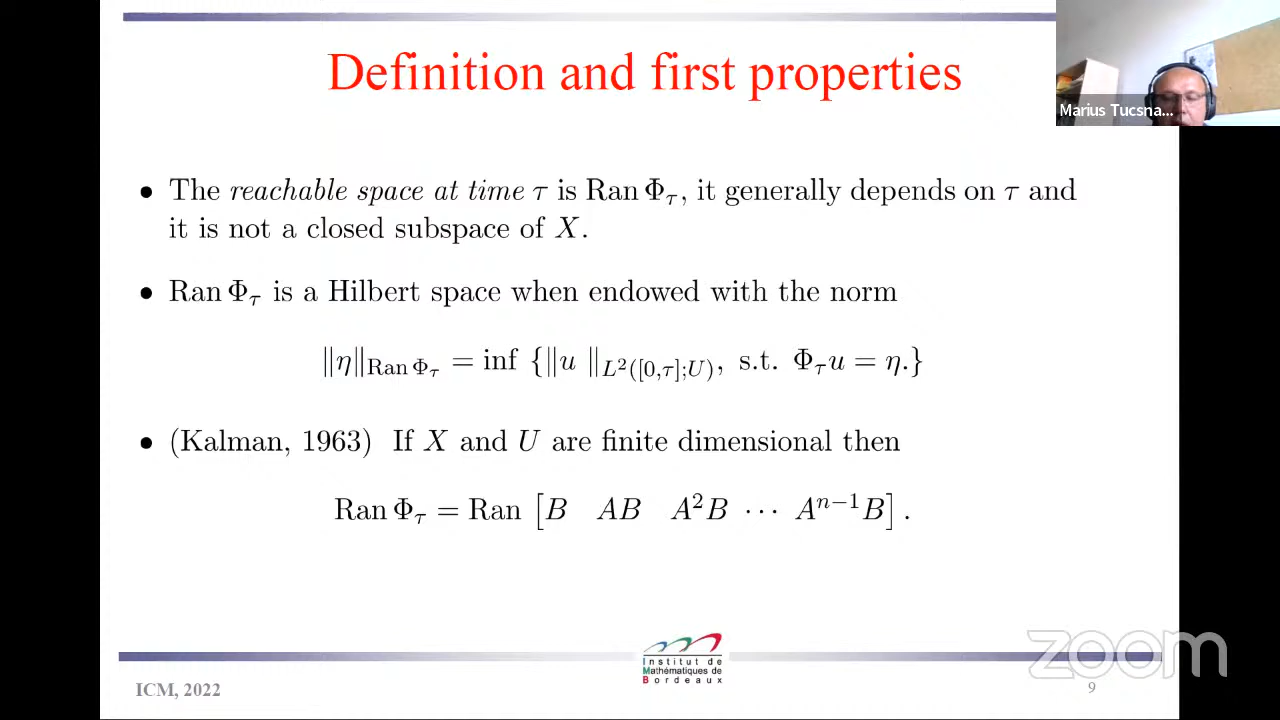 Definition and first properties
Marius Tucsna...
• The reachable space at time τ is Ran Φ_τ, it generally depends on τ and
it is not a closed subspace of X.
• Ran Φ_τ is a Hilbert space when endowed with the norm
‖η‖_{Ran Φ_τ} = inf {‖u ‖_{L²([0,τ];U)}, s.t. Φ_τ u = η.}
• (Kalman, 1963) If X and U are finite dimensional then
Ran Φ_τ = Ran [B AB A²B ⋯ A^{n−1}B] .
Institut de
Mathématiques de
Bordeaux
zoom
ICM, 2022
9